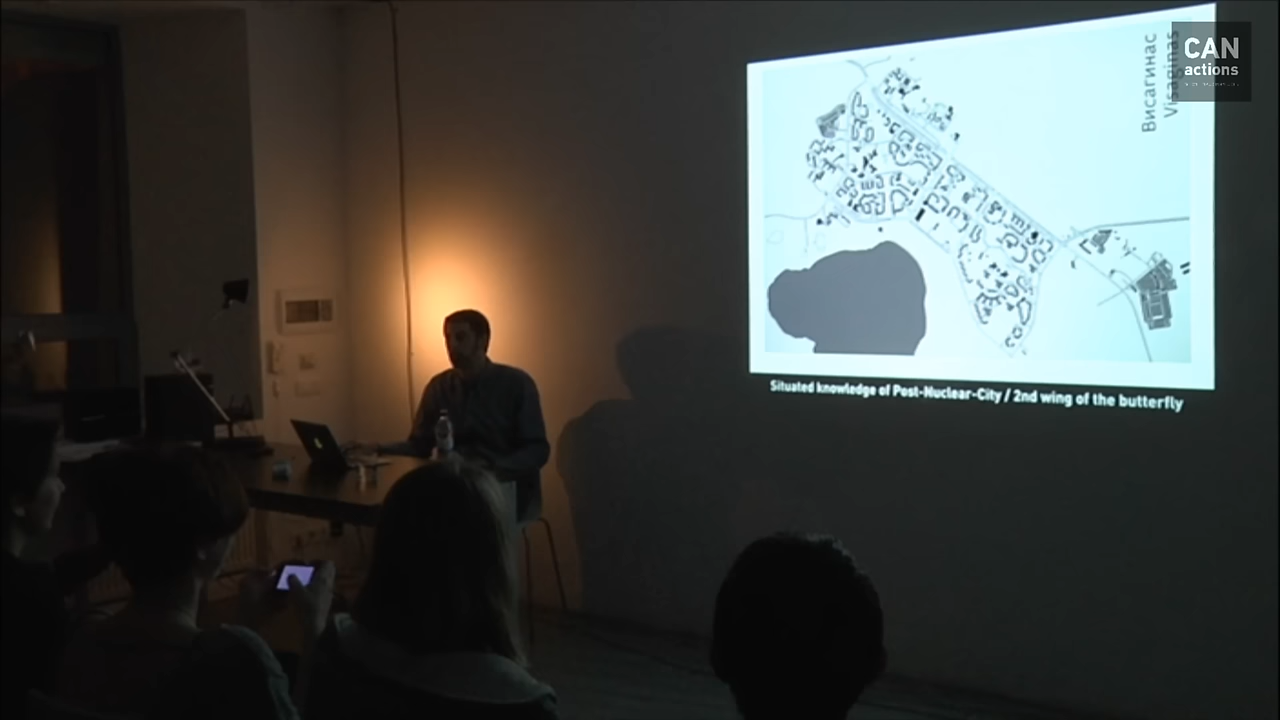 CAN
actions
Висагинас
Visaginas
Situated knowledge of Post-Nuclear-City / 2nd wing of the butterfly